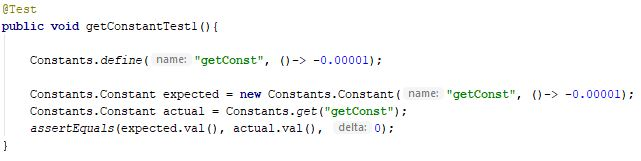 @Test
public void getConstantTest1(){
Constants.define( name: "getConst", ()-> -0.00001);
Constants.Constant expected = new Constants.Constant( name: "getConst", ()-> -0.00001);
Constants.Constant actual = Constants.get("getConst");
assertEquals(expected.val(), actual.val(), delta: 0);
}